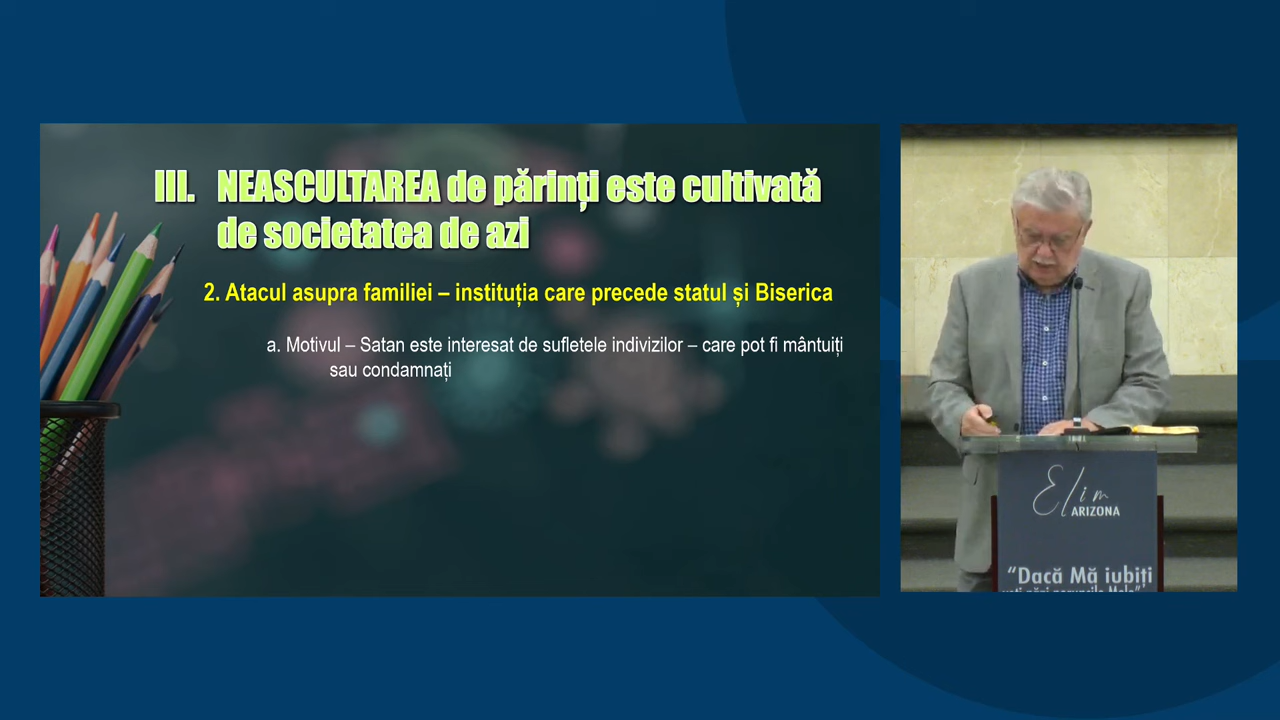 III. NEASCULTAREA de părinți este cultivată
de societatea de azi
2. Atacul asupra familiei – instituția care precede statul și Biserica
a. Motivul – Satan este interesat de sufletele indivizilor – care pot fi mântuiți
sau condamnați
Elim
ARIZONA
"Dacă Mă iubiți